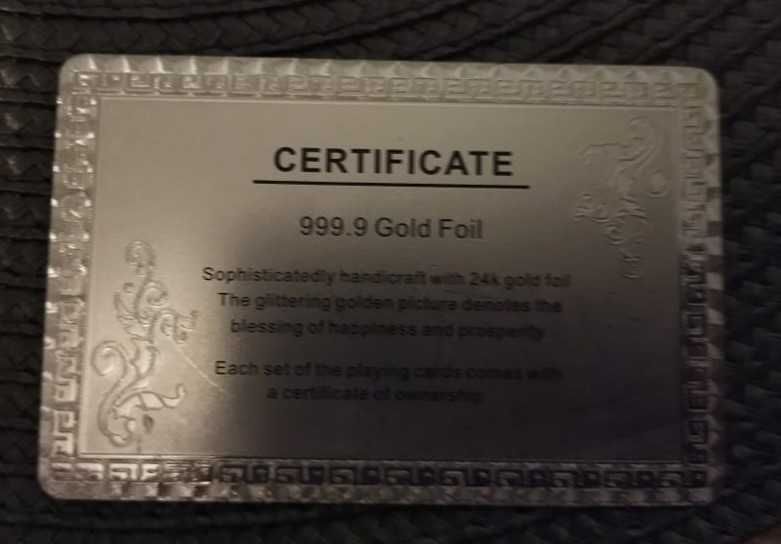 CERTIFICATE
999.9 Gold Foil
Sophisticatedly handicraft with 24k gold foil
The glittering golden picture denotes the
blessing of happiness and prosperity
Each set of the playing cards comes with
a certificate of ownership